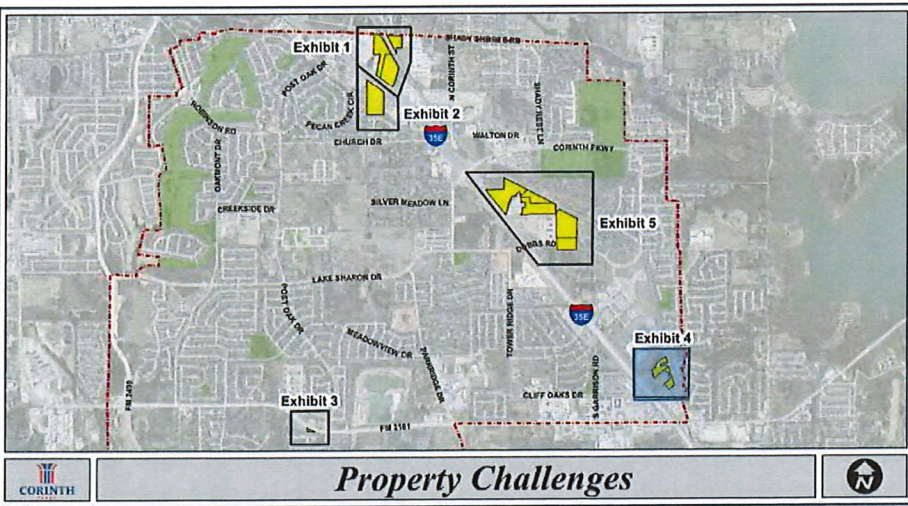 Exhibit 1
SHADY SHORES RD
POST OAK DR
N CORINTH ST
ROBINSON RD
PECAN CREEK CIR
Exhibit 2
SHADY REST LN
35E
WALTON DR
CHURCH DR
OAKMONT DR
CORINTH PKWY
CREEKSIDE DR
SILVER MEADOW LN
Exhibit 5
DOBBS RD
LAKE SHARON DR
POST OAK DR
TOWER RIDGE DR
35E
MEADOWVIEW DR
PARKRIDGE DR
Exhibit 4
S GARRISON RD
CLIFF OAKS DR
FM 2499
Exhibit 3
FM 2181
CORINTH
Property Challenges
N